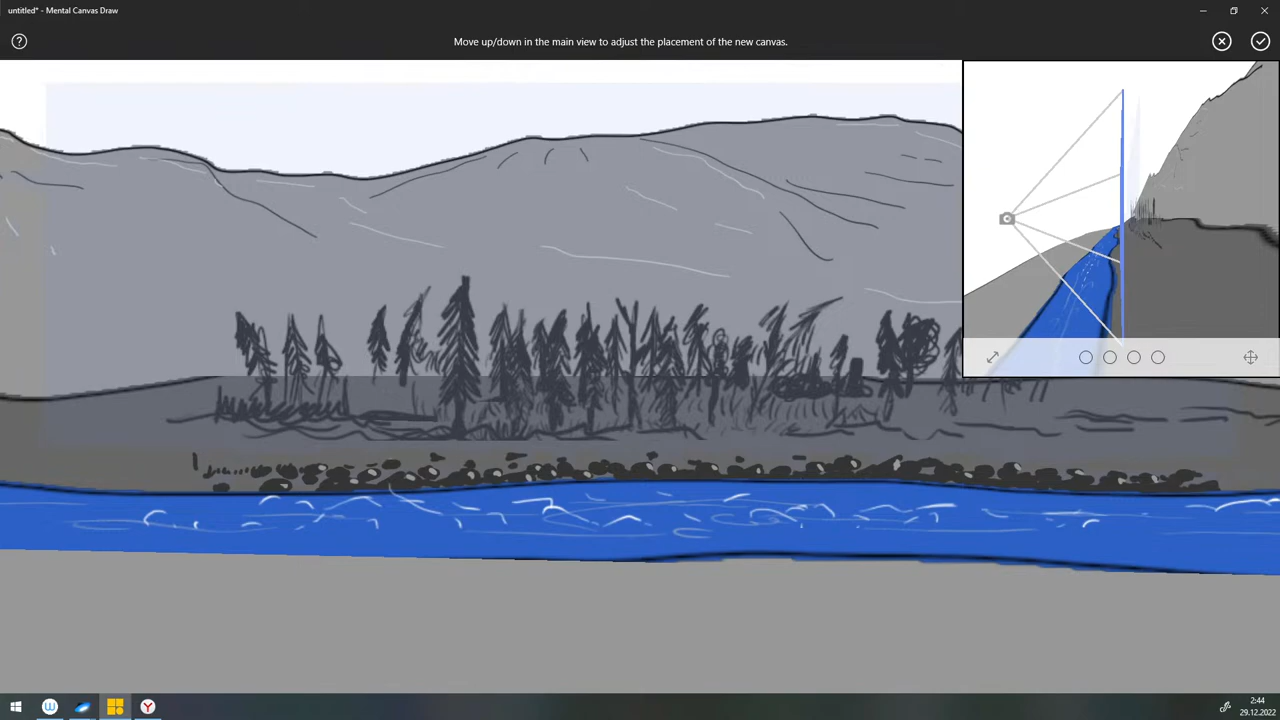 untitled* - Mental Canvas Draw
Move up/down in the main view to adjust the placement of the new canvas.
2:44
29.12.2022